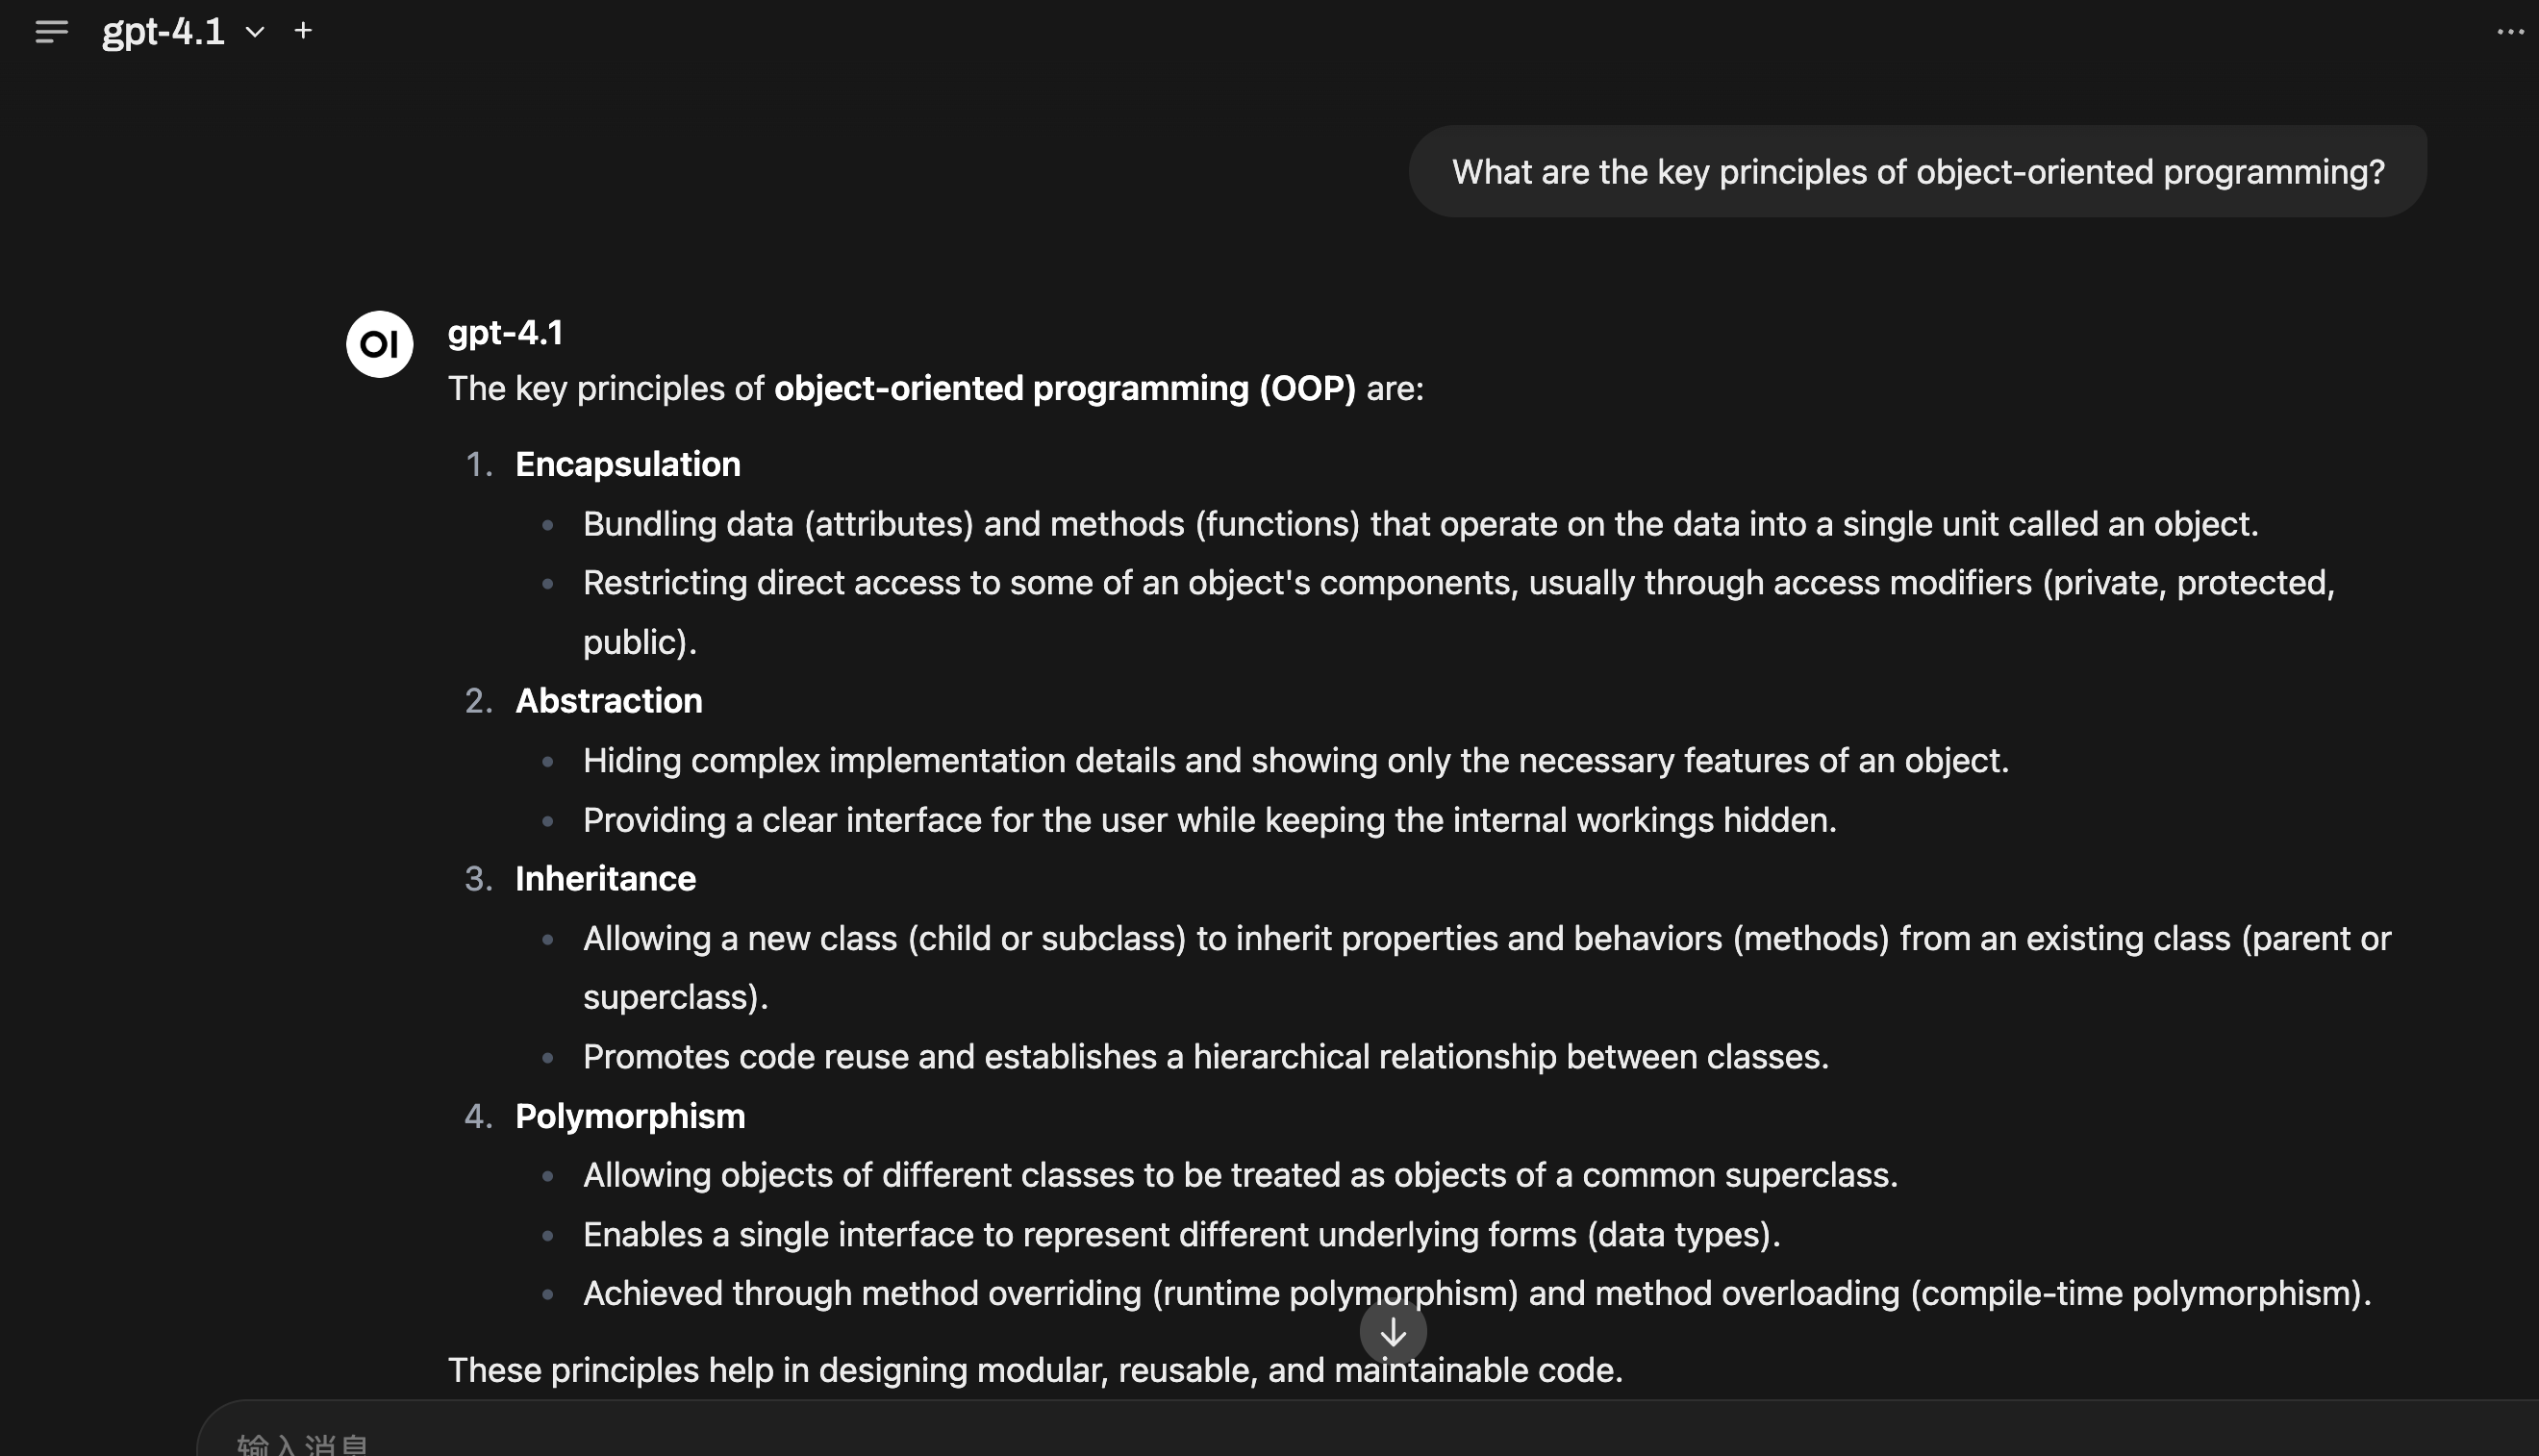 gpt-4.1
What are the key principles of object-oriented programming?
OI
gpt-4.1
The key principles of object-oriented programming (OOP) are:
1. Encapsulation
• Bundling data (attributes) and methods (functions) that operate on the data into a single unit called an object.
• Restricting direct access to some of an object's components, usually through access modifiers (private, protected,
public).
2. Abstraction
• Hiding complex implementation details and showing only the necessary features of an object.
• Providing a clear interface for the user while keeping the internal workings hidden.
3. Inheritance
• Allowing a new class (child or subclass) to inherit properties and behaviors (methods) from an existing class (parent or
superclass).
• Promotes code reuse and establishes a hierarchical relationship between classes.
4. Polymorphism
• Allowing objects of different classes to be treated as objects of a common superclass.
• Enables a single interface to represent different underlying forms (data types).
• Achieved through method overriding (runtime polymorphism) and method overloading (compile-time polymorphism).
These principles help in designing modular, reusable, and maintainable code.
输入消息